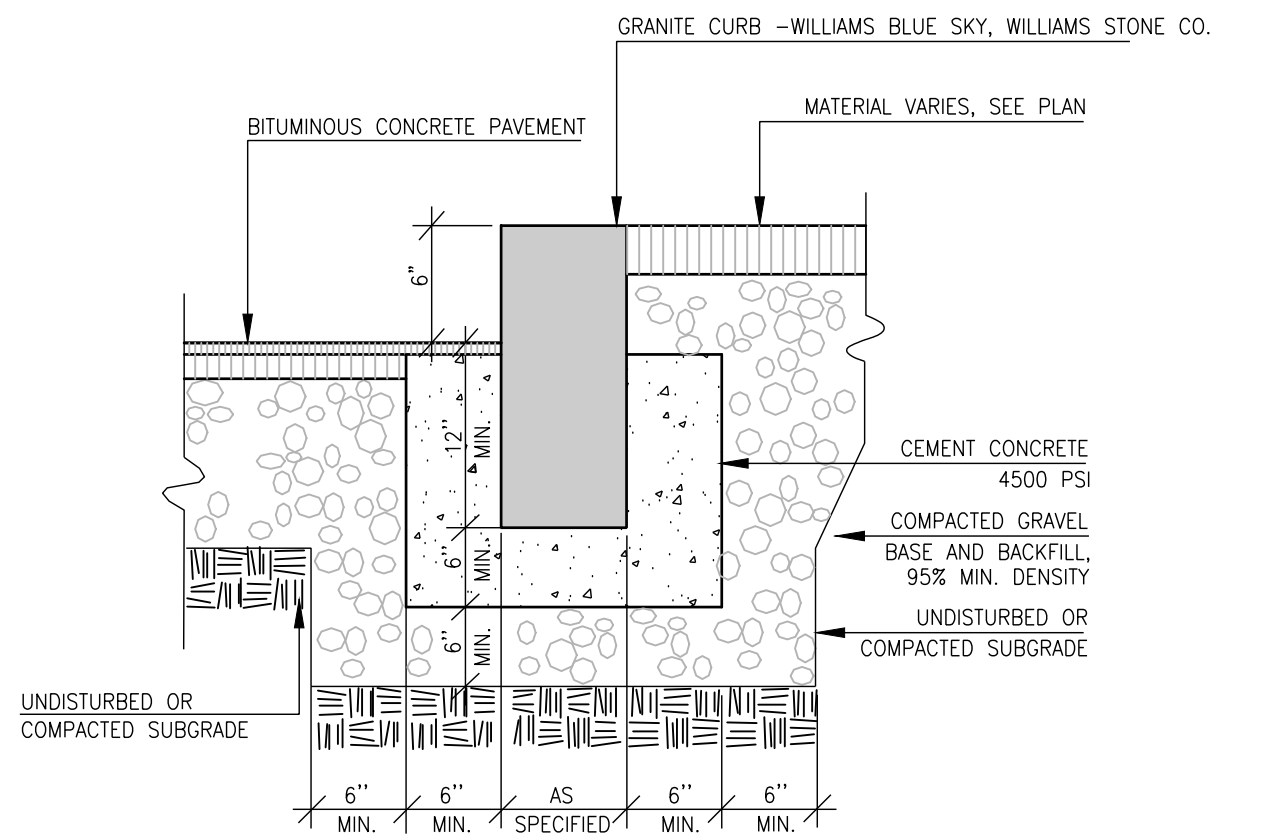 GRANITE CURB -WILLIAMS BLUE SKY, WILLIAMS STONE CO.
MATERIAL VARIES, SEE PLAN
BITUMINOUS CONCRETE PAVEMENT
6"
12"
MIN.
CEMENT CONCRETE
4500 PSI
COMPACTED GRAVEL
BASE AND BACKFILL,
95% MIN. DENSITY
6"
MIN.
UNDISTURBED OR
COMPACTED SUBGRADE
6"
MIN.
UNDISTURBED OR
COMPACTED SUBGRADE
6"
MIN.
6"
MIN.
AS
SPECIFIED
6"
MIN.
6"
MIN.